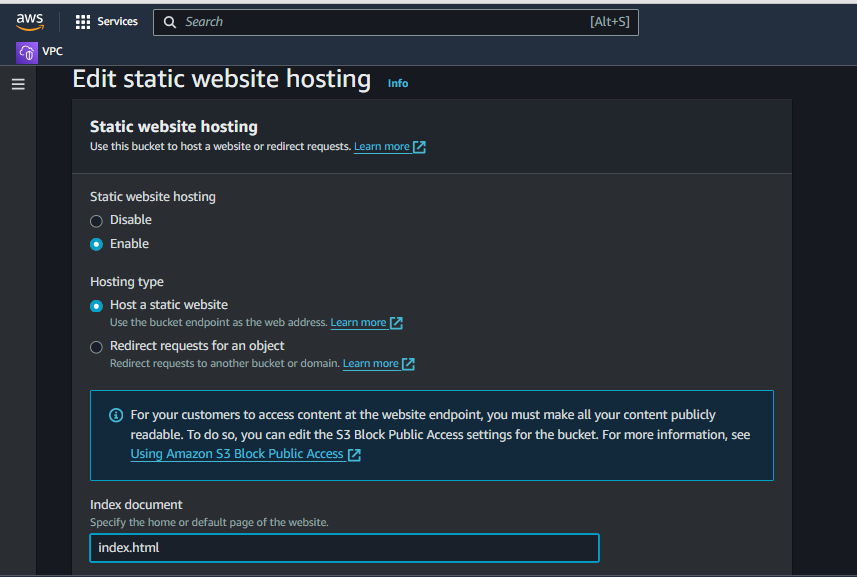 aws
Services
Search
[Alt+S]
VPC
Edit static website hosting
Info
Static website hosting
Use this bucket to host a website or redirect requests. Learn more
Static website hosting
Disable
Enable
Hosting type
Host a static website
Use the bucket endpoint as the web address. Learn more
Redirect requests for an object
Redirect requests to another bucket or domain. Learn more
For your customers to access content at the website endpoint, you must make all your content publicly
readable. To do so, you can edit the S3 Block Public Access settings for the bucket. For more information, see
Using Amazon S3 Block Public Access
Index document
Specify the home or default page of the website.
index.html